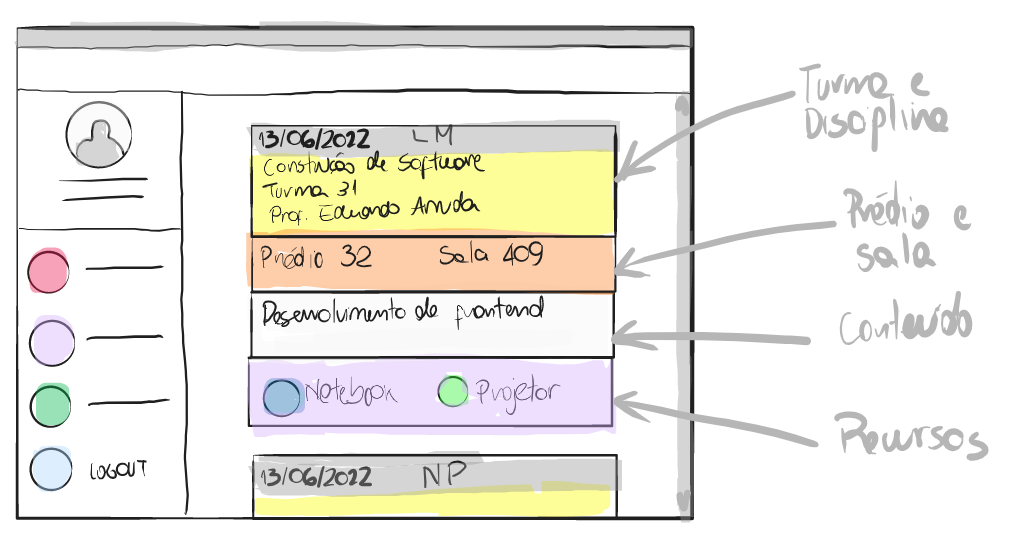 13/06/2022 LM
Construção de Software
Turma 31
Prof. Eduardo Arruda
Prédio 32 Sala 409
Desenvolvimento de frontend
Notebook Projetor
13/06/2022 NP
LOGOUT
Turma e
Disciplina
Prédio e
sala
Conteúdo
Recursos